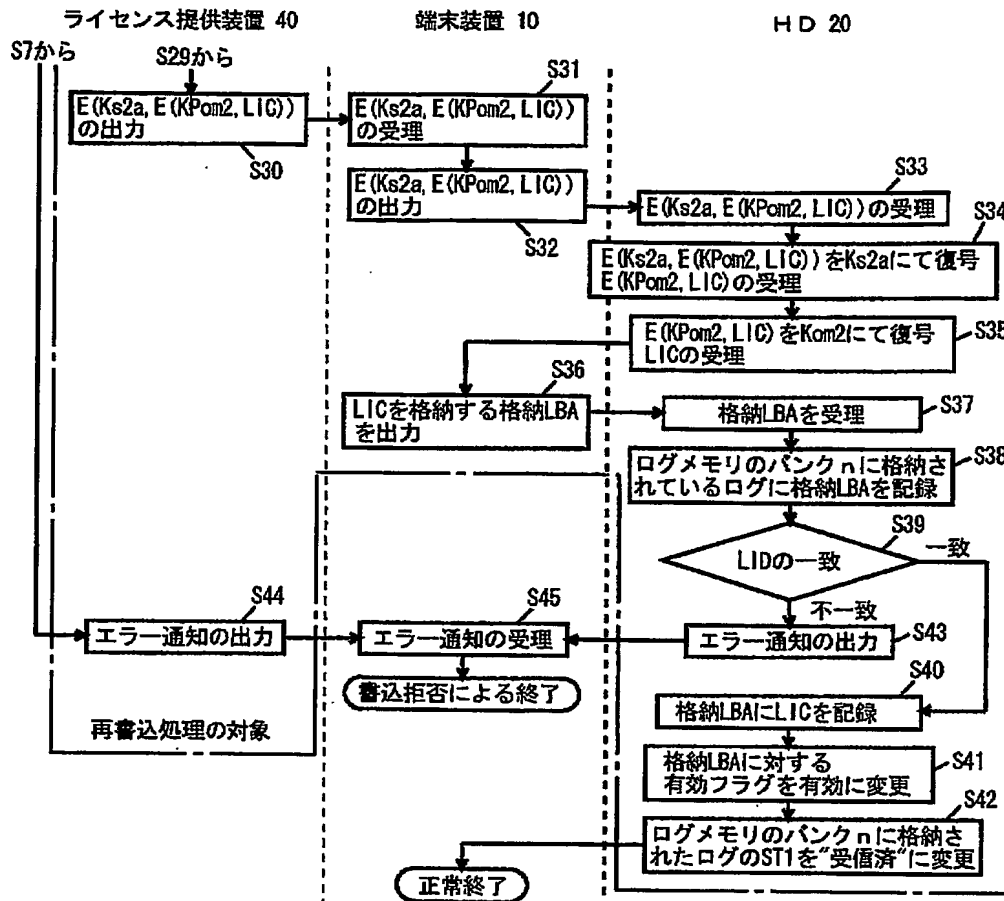 ライセンス提供装置 40
端末装置 10
HD 20
S7から
S29から
E(Ks2a,E(KPom2,LIC))
の出力
S30
S31
E(Ks2a,E(KPom2,LIC))
の受理
E(Ks2a,E(KPom2,LIC))
の出力
S32
S33
E(Ks2a,E(KPom2,LIC))の受理
S34
E(Ks2a,E(KPom2,LIC))をKs2aにて復号
E(KPom2,LIC)の受理
E(KPom2,LIC)をKom2にて復号
LICの受理
S35
S36
LICを格納する格納LBA
を出力
格納LBAを受理
S37
ログメモリのバンクnに格納さ
れているログに格納LBAを記録
S38
S39
LIDの一致
一致
不一致
S44
エラー通知の出力
S45
エラー通知の受理
エラー通知の出力
S43
書込拒否による終了
S40
格納LBAにLICを記録
再書込処理の対象
格納LBAに対する
有効フラグを有効に変更
S41
S42
ログメモリのバンクnに格納さ
れたログのST1を"受信済"に変更
正常終了